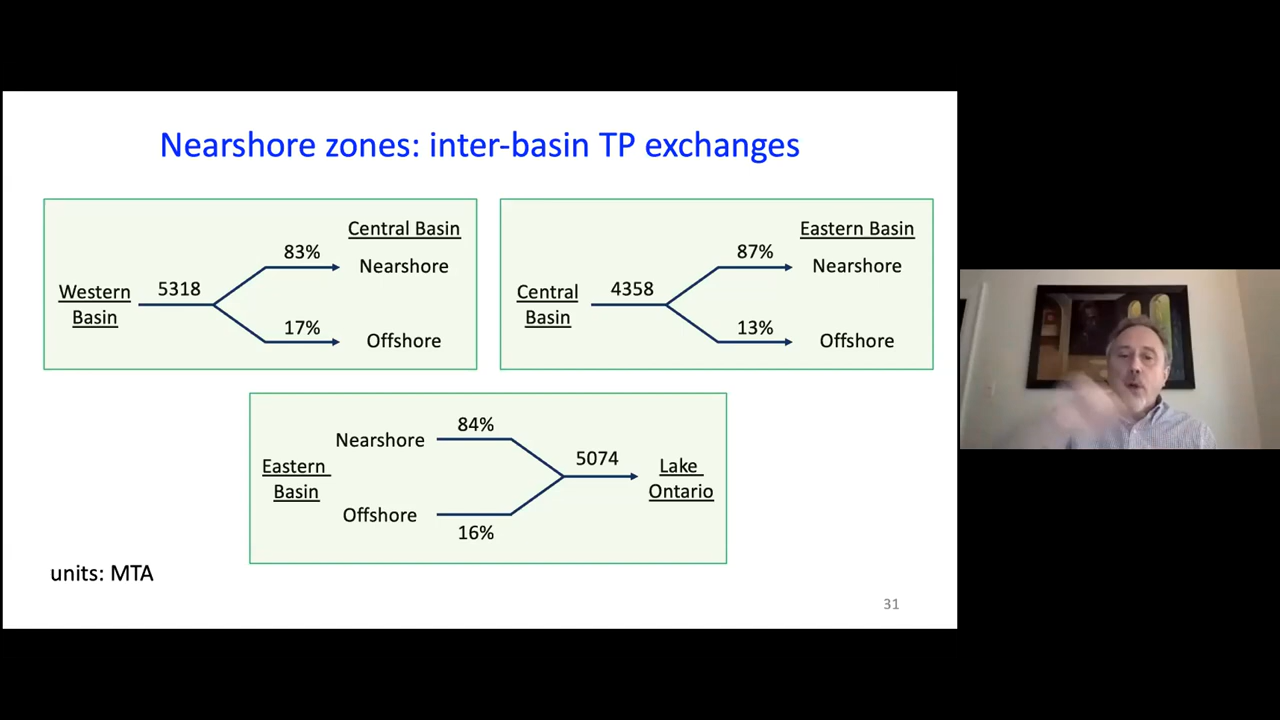 Nearshore zones: inter-basin TP exchanges
Central Basin
83%
Nearshore
5318
Western
Basin
17%
Offshore
Eastern Basin
87%
Nearshore
4358
Central
Basin
13%
Offshore
84%
Nearshore
5074
Eastern
Basin
Lake
Ontario
Offshore
16%
units: MTA
31